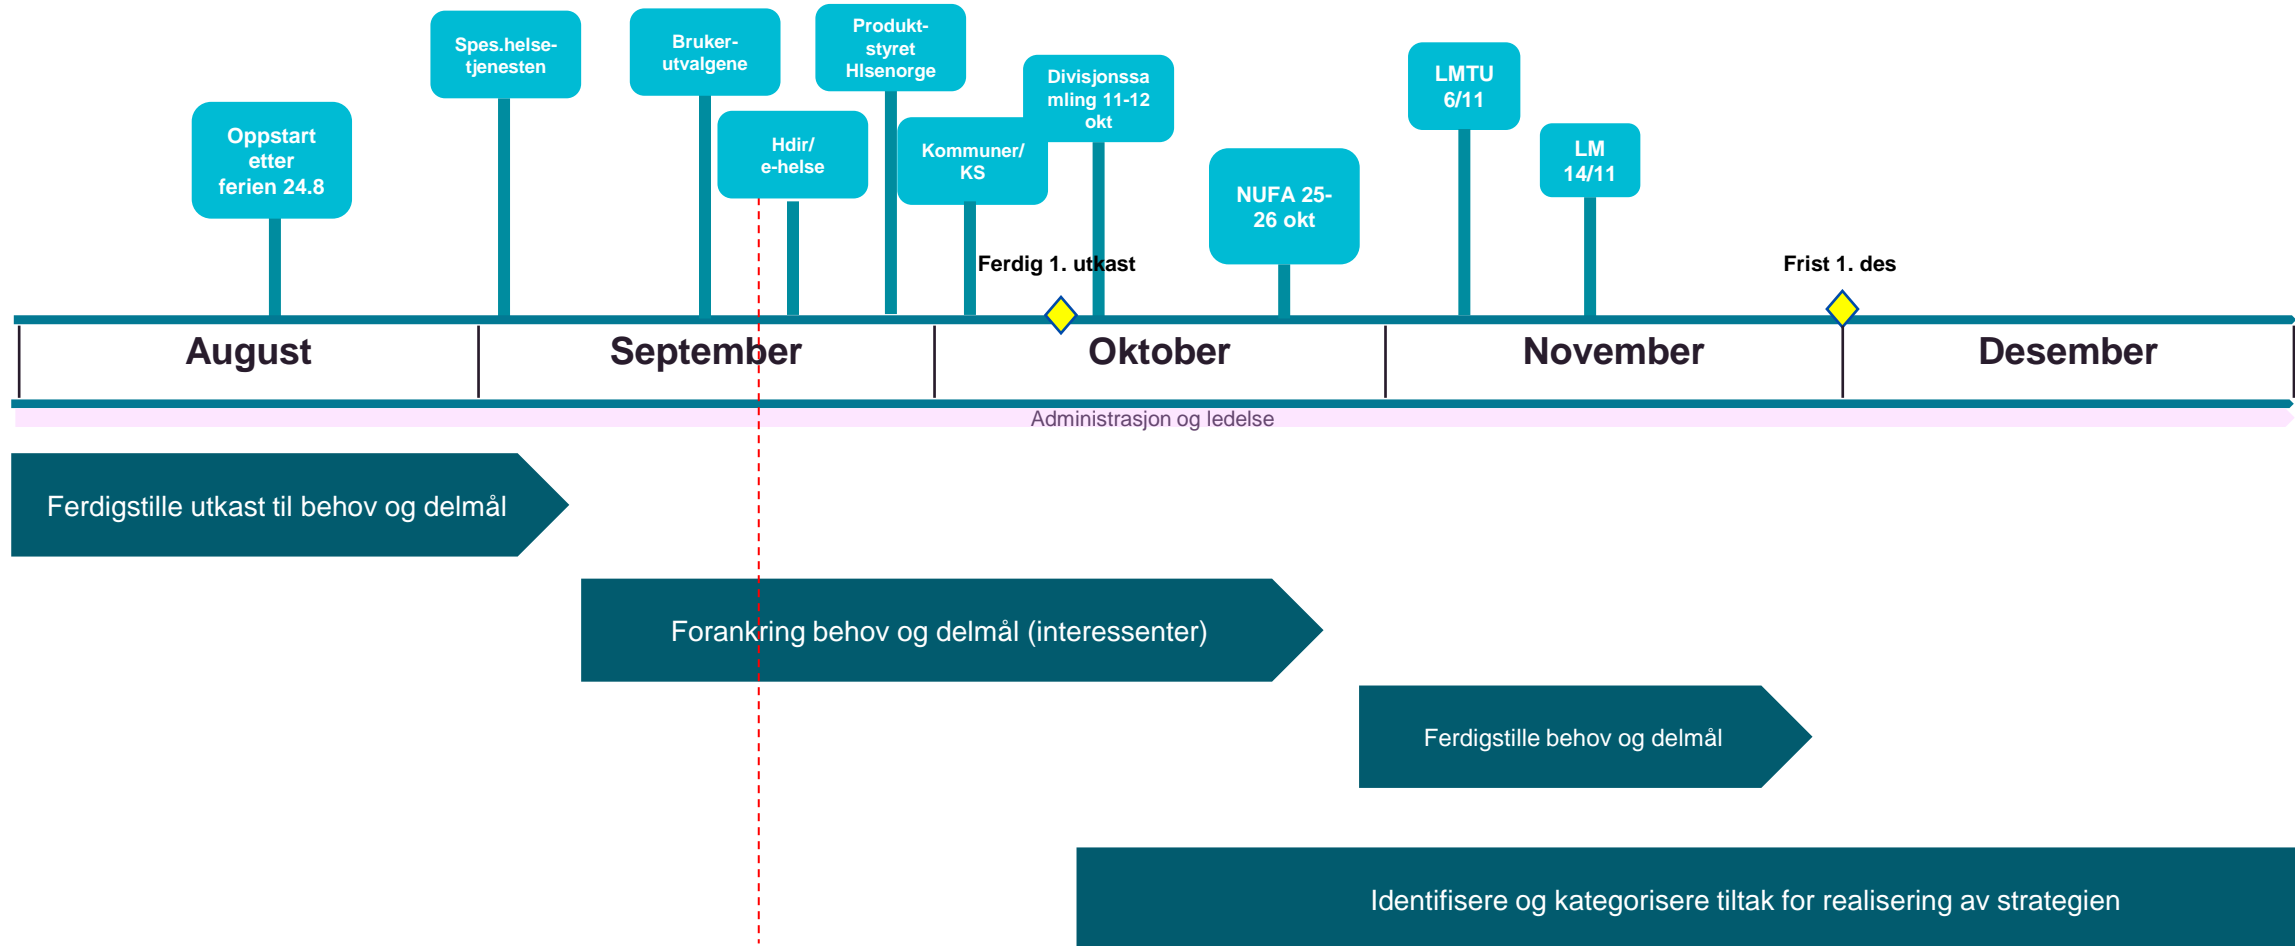 Oppstart
etter
ferien 24.8
Spes.helse-
tjenesten
Bruker-
utvalgene
Hdir/
e-helse
Produkt-
styret
Hlsenorge
Kommuner/
KS
Divisjonssa
mling 11-12
okt
NUFA 25-
26 okt
LMTU
6/11
LM
14/11
Ferdig 1. utkast
Frist 1. des
August
September
Oktober
November
Desember
Administrasjon og ledelse
Ferdigstille utkast til behov og delmål
Forankring behov og delmål (interessenter)
Ferdigstille behov og delmål
Identifisere og kategorisere tiltak for realisering av strategien